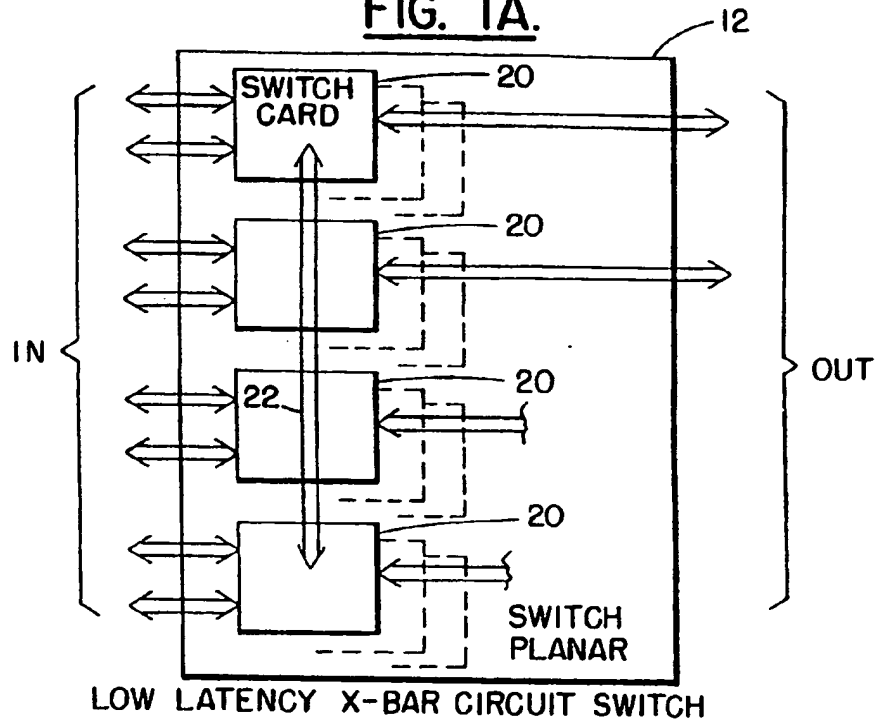 FIG. 1A.
12
SWITCH
CARD
20
20
IN
22
20
OUT
20
SWITCH
PLANAR
LOW LATENCY X-BAR CIRCUIT SWITCH